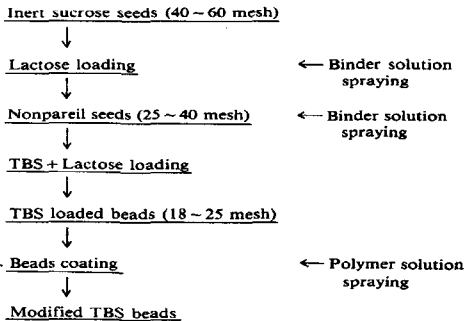 Inert sucrose seeds (40~60 mesh)
↓
Lactose loading ← Binder solution
spraying
↓
Nonpareil seeds (25~40 mesh) ← Binder solution
spraying
↓
TBS+Lactose loading
↓
TBS loaded beads (18~25 mesh)
↓
Beads coating ← Polymer solution
spraying
↓
Modified TBS beads